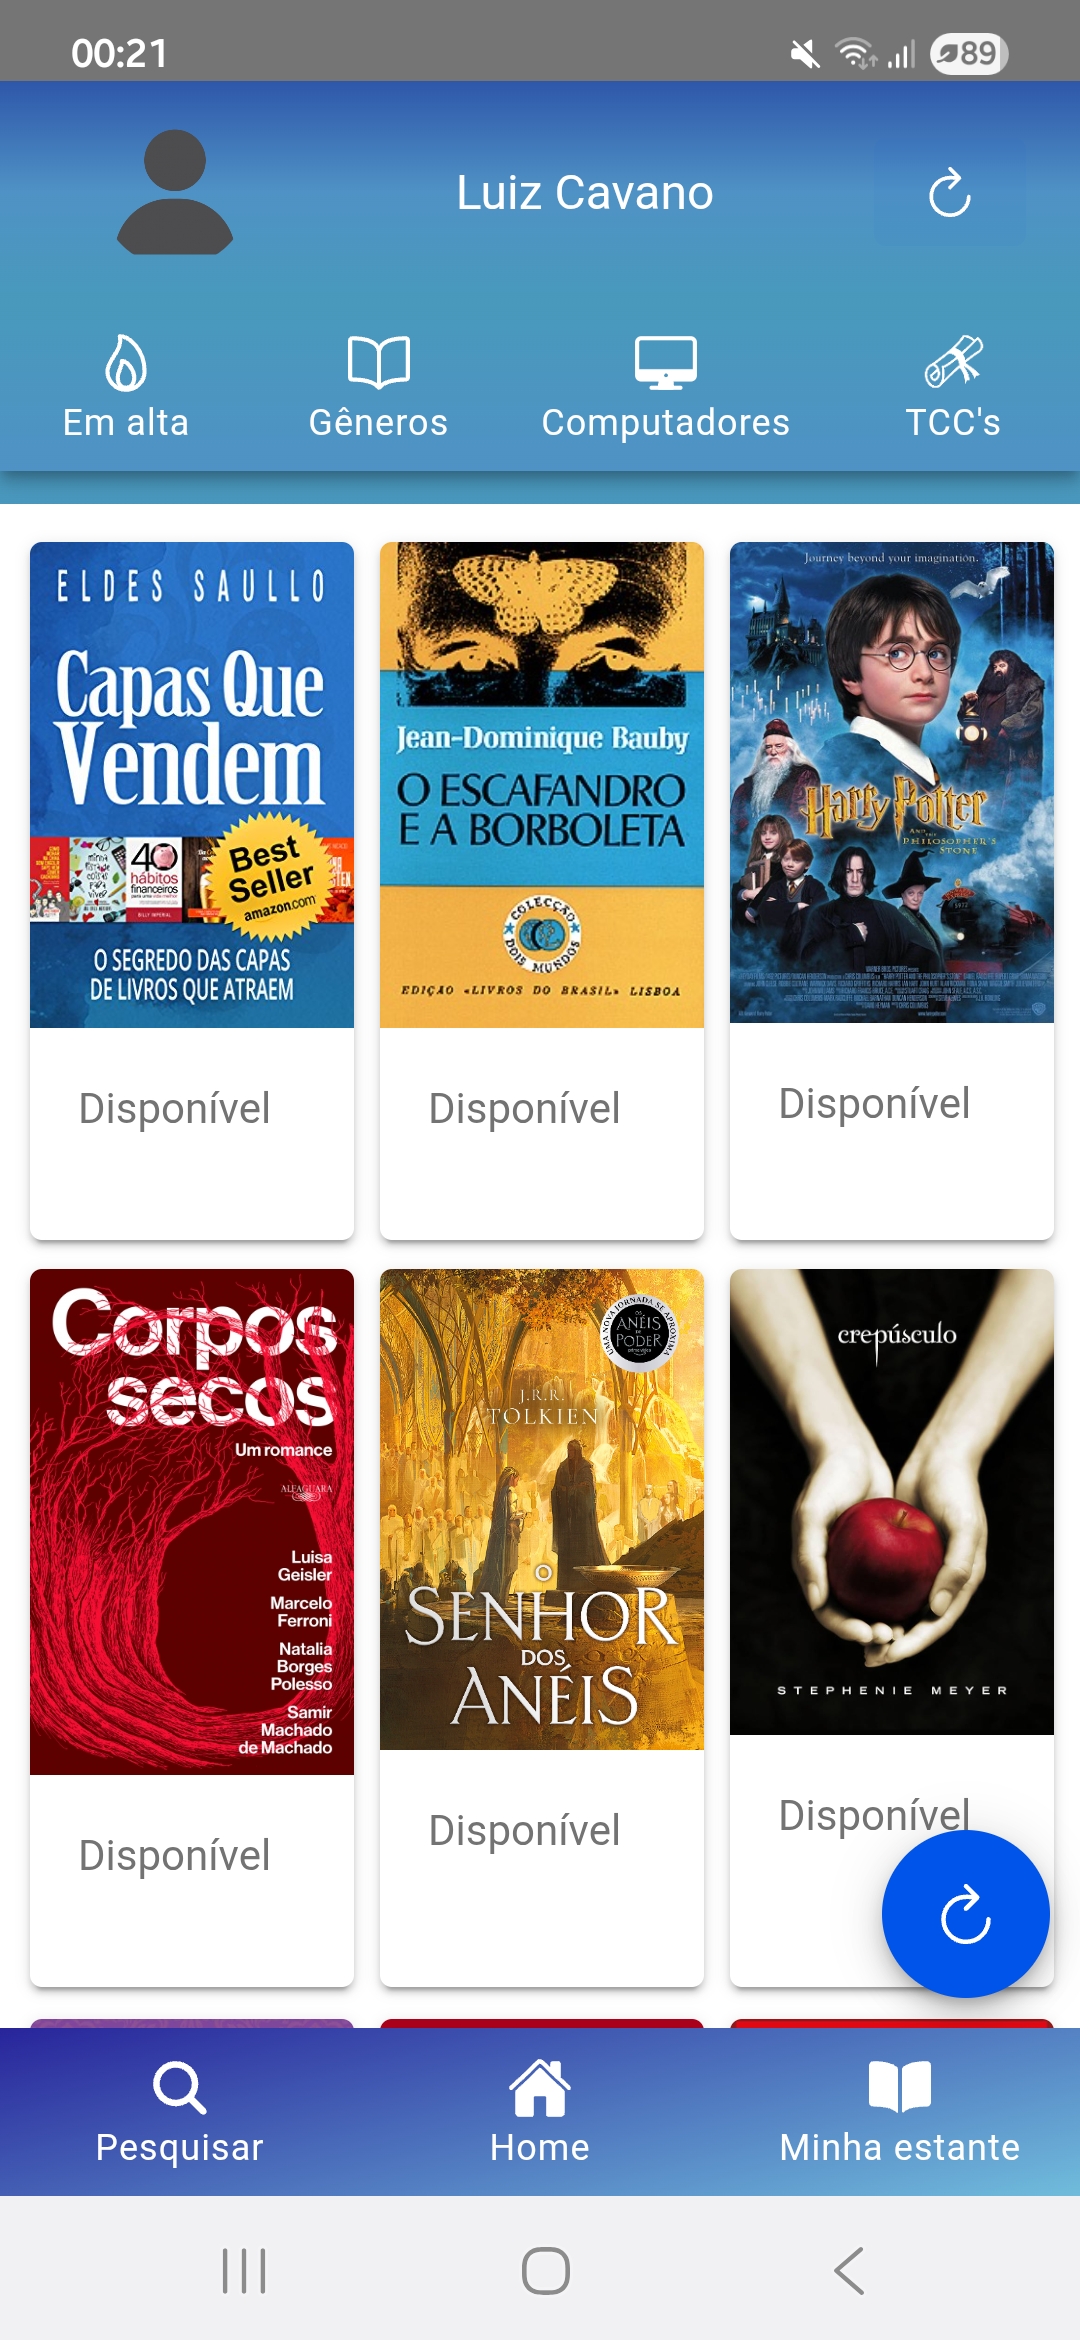 00:21
89
Luiz Cavano
Em alta
Gêneros
Computadores
TCC's
ELDES SAULLO
Capas Que
Vendem
40
hábitos
financeiros
Best
Seller
amazon.com
O SEGREDO DAS CAPAS
DE LIVROS QUE ATRAEM
Disponível
Jean-Dominique Bauby
O ESCAFANDRO
E A BORBOLETA
COLECÇÃO
DOIS MUNDOS
EDIÇÃO «LIVROS DO BRASIL» LISBOA
Disponível
Journey beyond your imagination.
Harry Potter
AND THE
PHILOSOPHER'S
STONE
Disponível
Corpos
secos
Um romance
ALFAGUARA
Luisa
Geisler
Marcelo
Ferroni
Natalia
Borges
Polesso
Samir
Machado
de Machado
Disponível
UMA NOVA JORNADA SE APROXIMA
OS
ANÉIS
DE
PODER
J.R.R.
TOLKIEN
O
SENHOR
DOS
ANÉIS
Disponível
crepúsculo
STEPHENIE MEYER
Disponível
Pesquisar
Home
Minha estante